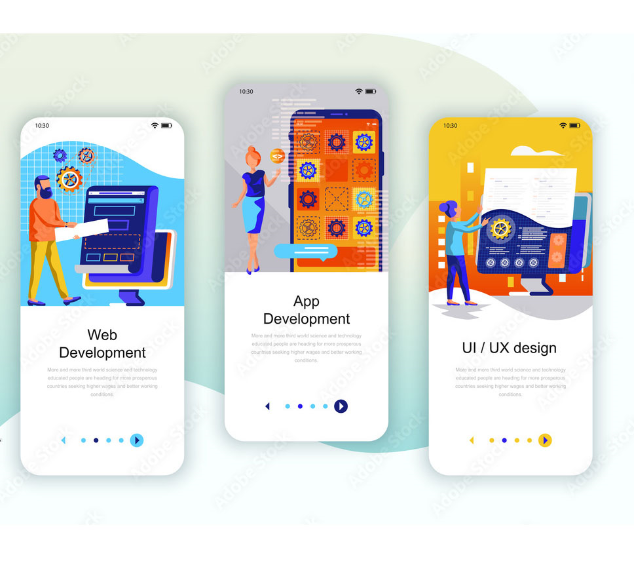 10:30
Web
Development
More and more third world science self technology
educated people are heading for more prosperous
countries seeking higher wages and better working
conditions.
10:30
App
Development
More and more third world science and technology
educated people are heading for more prosperous
countries seeking higher wages and better working
conditions.
10:30
UI / UX design
More and more third world science and technology
educated people are heading for more prosperous
countries seeking higher wages and better working
conditions.
Adobe Stock